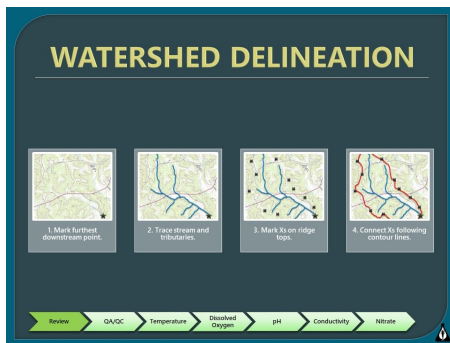 WATERSHED DELINEATION
1. Mark furthest
downstream point.
2. Trace stream and
tributaries.
3. Mark Xs on ridge
tops.
4. Connect Xs following
contour lines.
Review
QA/QC
Temperature
Dissolved
Oxygen
pH
Conductivity
Nitrate